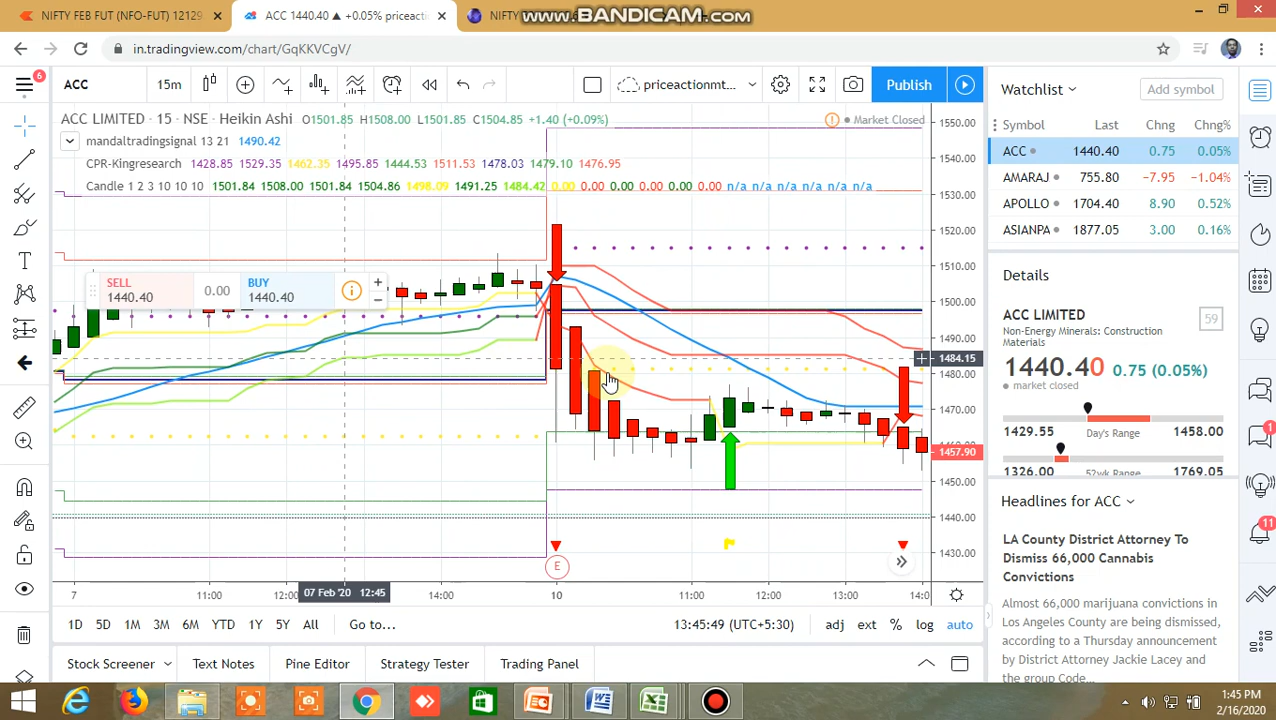 NIFTY FEB FUT (NFO-FUT) 12129
ACC 1440.40 ▲ +0.05% priceacti
NIFTY
WWW.BANDICAM.COM
in.tradingview.com/chart/GqKKVCgV/
6
ACC
15m
priceactionmt...
Publish
Watchlist
Add symbol
ACC LIMITED · 15 · NSE · Heikin Ashi O1501.85 H1508.00 L1501.85 C1504.85 +1.40 (+0.09%)
Market Closed
mandaltradingsignal 13 21 1490.42
CPR-Kingresearch 1428.85 1529.35 1462.35 1495.85 1444.53 1511.53 1478.03 1479.10 1476.95
Candle 1 2 3 10 10 10 1501.84 1508.00 1501.84 1504.86 1498.09 1491.25 1484.42 0.00 0.00 0.00 0.00 0.00 0.00 n/a n/a n/a n/a n/a n/a n/a
Symbol Last Chng Chng%
ACC 1440.40 0.75 0.05%
AMARAJ 755.80 −7.95 −1.04%
APOLLO 1704.40 8.90 0.52%
ASIANPA 1877.05 3.00 0.16%
SELL
1440.40
0.00
BUY
1440.40
1550.00
1540.00
1530.00
1520.00
1510.00
1500.00
1490.00
1484.15
1480.00
1470.00
1457.90
1450.00
1440.00
1430.00
E
7 11:00 12:00 07 Feb '20 12:45 14:00 10 11:00 12:00 13:00 14:0
Details
ACC LIMITED
59
Non-Energy Minerals: Construction
Materials
1440.40 0.75 (0.05%)
market closed
1429.55 Day's Range 1458.00
1326.00 52wk Range 1769.05
Headlines for ACC
LA County District Attorney To
Dismiss 66,000 Cannabis
Convictions
Almost 66,000 marijuana convictions in
Los Angeles County are being dismissed,
according to a Thursday announcement
by District Attorney Jackie Lacey and
the group Code...
1
11
1D 5D 1M 3M 6M YTD 1Y 5Y All Go to...
13:45:49 (UTC+5:30) adj ext % log auto
Stock Screener Text Notes Pine Editor Strategy Tester Trading Panel
1:45 PM
2/16/2020